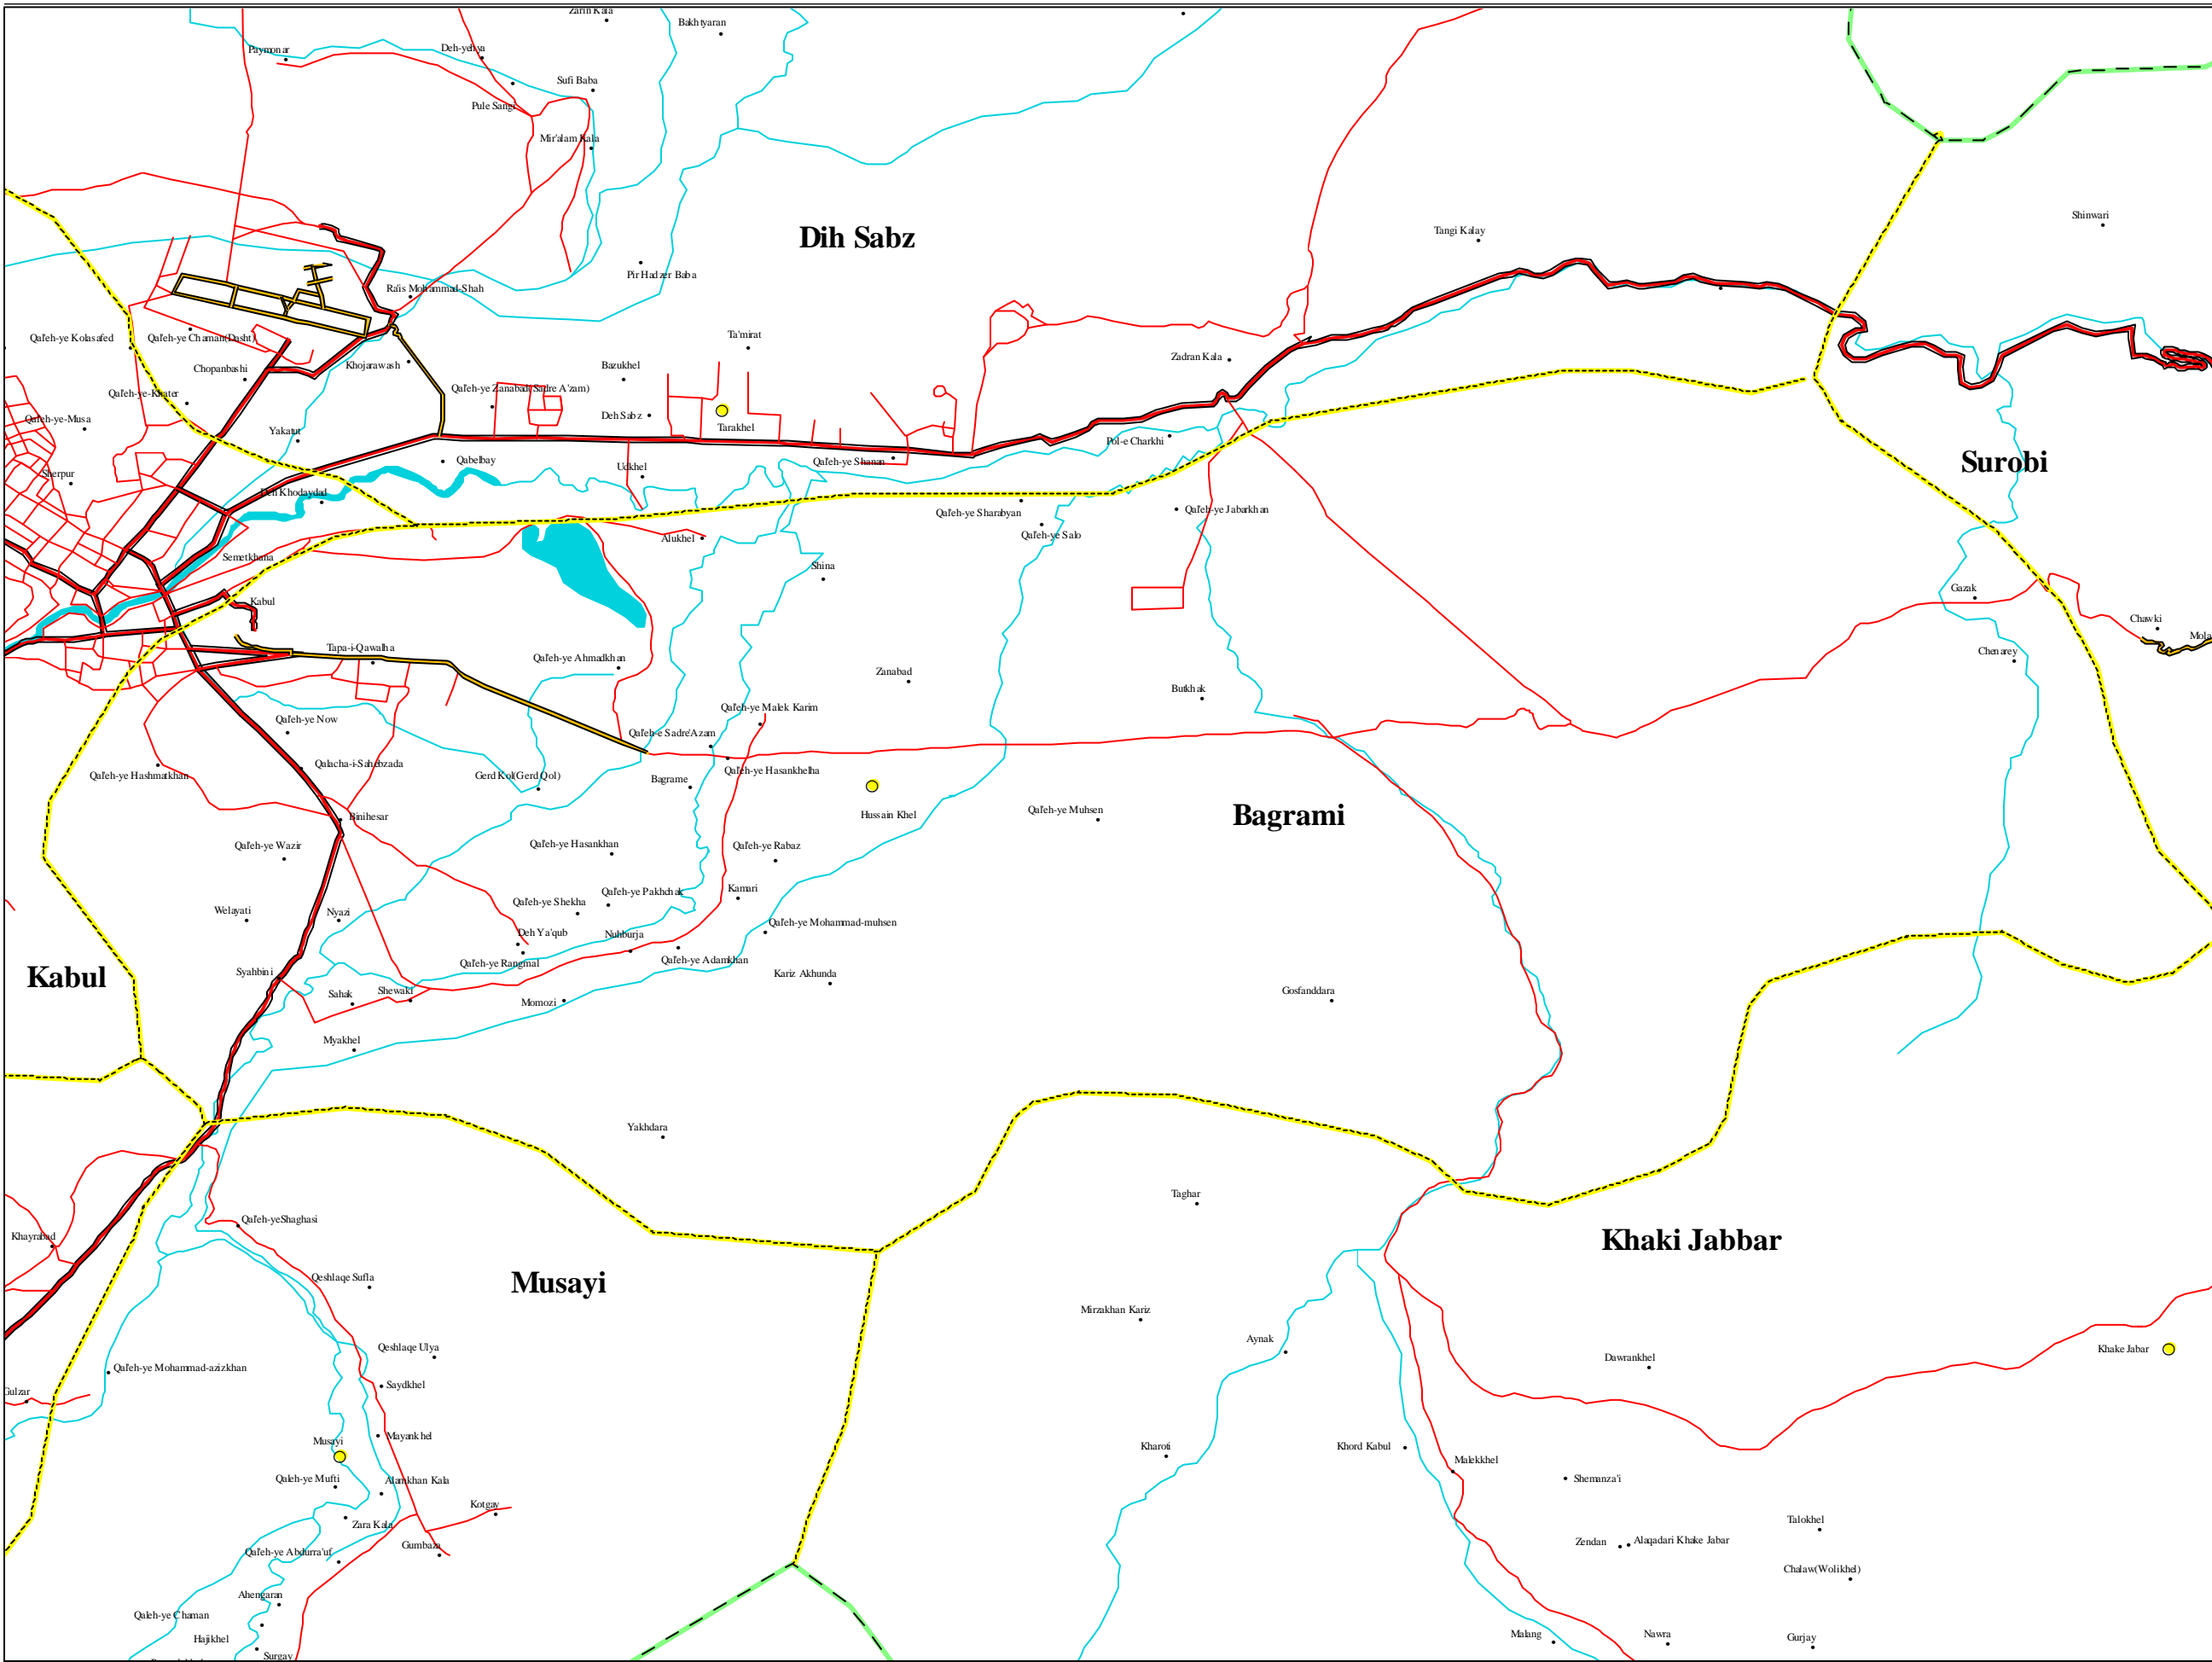 Zarin Kala
Bakhtyaran
Paymonar
Deh-yehya
Sufi Baba
Pule Sangi
Mir'alam Kala
Shinwari
Dih Sabz
Tangi Kalay
Pir Hadzer Baba
Ra'is Mohammad-Shah
Qal'eh-ye Kolasafed
Qal'eh-ye Chaman(Dasht)
Ta'mirat
Zadran Kala
Khojarawash
Bazukhel
Chopanbashi
Qal'eh-ye Zanabad(Sadre A'zam)
Qal'eh-ye-Khater
Deh Sabz
Qal'eh-ye-Musa
Tarakhel
Yakatut
Pol-e Charkhi
Qabelbay
Udkhel
Qal'eh-ye Shanan
Surobi
Sherpur
Deh Khodaydad
Qal'eh-ye Sharabyan
Qal'eh-ye Jabarkhan
Alukhel
Qal'eh-ye Salo
Semetkhana
Shina
Gazak
Kabul
Chawki
Mola
Tapa-i-Qawalha
Chenarey
Qal'eh-ye Ahmadkhan
Zanabad
Butkhak
Qal'eh-ye Malek Karim
Qal'eh-ye Now
Qal'eh-e Sadre'Azam
Qalacha-i-Sahebzada
Qal'eh-ye Hashmatkhan
Gerd Kol(Gerd Qol)
Bagrame
Qal'eh-ye Hasankhelha
Hussain Khel
Qal'eh-ye Muhsen
Bagrami
Binihesar
Qal'eh-ye Wazir
Qal'eh-ye Hasankhan
Qal'eh-ye Rabaz
Qal'eh-ye Pakhchak
Kamari
Qal'eh-ye Shekha
Welayati
Nyazi
Qal'eh-ye Mohammad-muhsen
Deh Ya'qub
Nuhburja
Qal'eh-ye Rangmal
Qal'eh-ye Adamkhan
Kabul
Syahbini
Kariz Akhunda
Sahak
Shewaki
Momozi
Gosfanddara
Myakhel
Yakhdara
Taghar
Qal'eh-yeShaghasi
Khayrabad
Khaki Jabbar
Qeshlaqe Sufla
Musayi
Mirzakhan Kariz
Aynak
Qeshlaqe Ulya
Khake Jabar
Dawrankhel
Qal'eh-ye Mohammad-azizkhan
Saydkhel
Gulzar
Mayankhel
Musayi
Kharoti
Khord Kabul
Malekkhel
Qaleh-ye Mufti
Alamkhan Kala
Shemanza'i
Kotgay
Zara Kala
Talokhel
Gumbaza
Qal'eh-ye Abdurra'uf
Zendan
Alaqadari Khake Jabar
Chalaw(Wolikhel)
Ahengaran
Qaleh-ye Chaman
Hajikhel
Malang
Nawra
Gurjay
Surgay